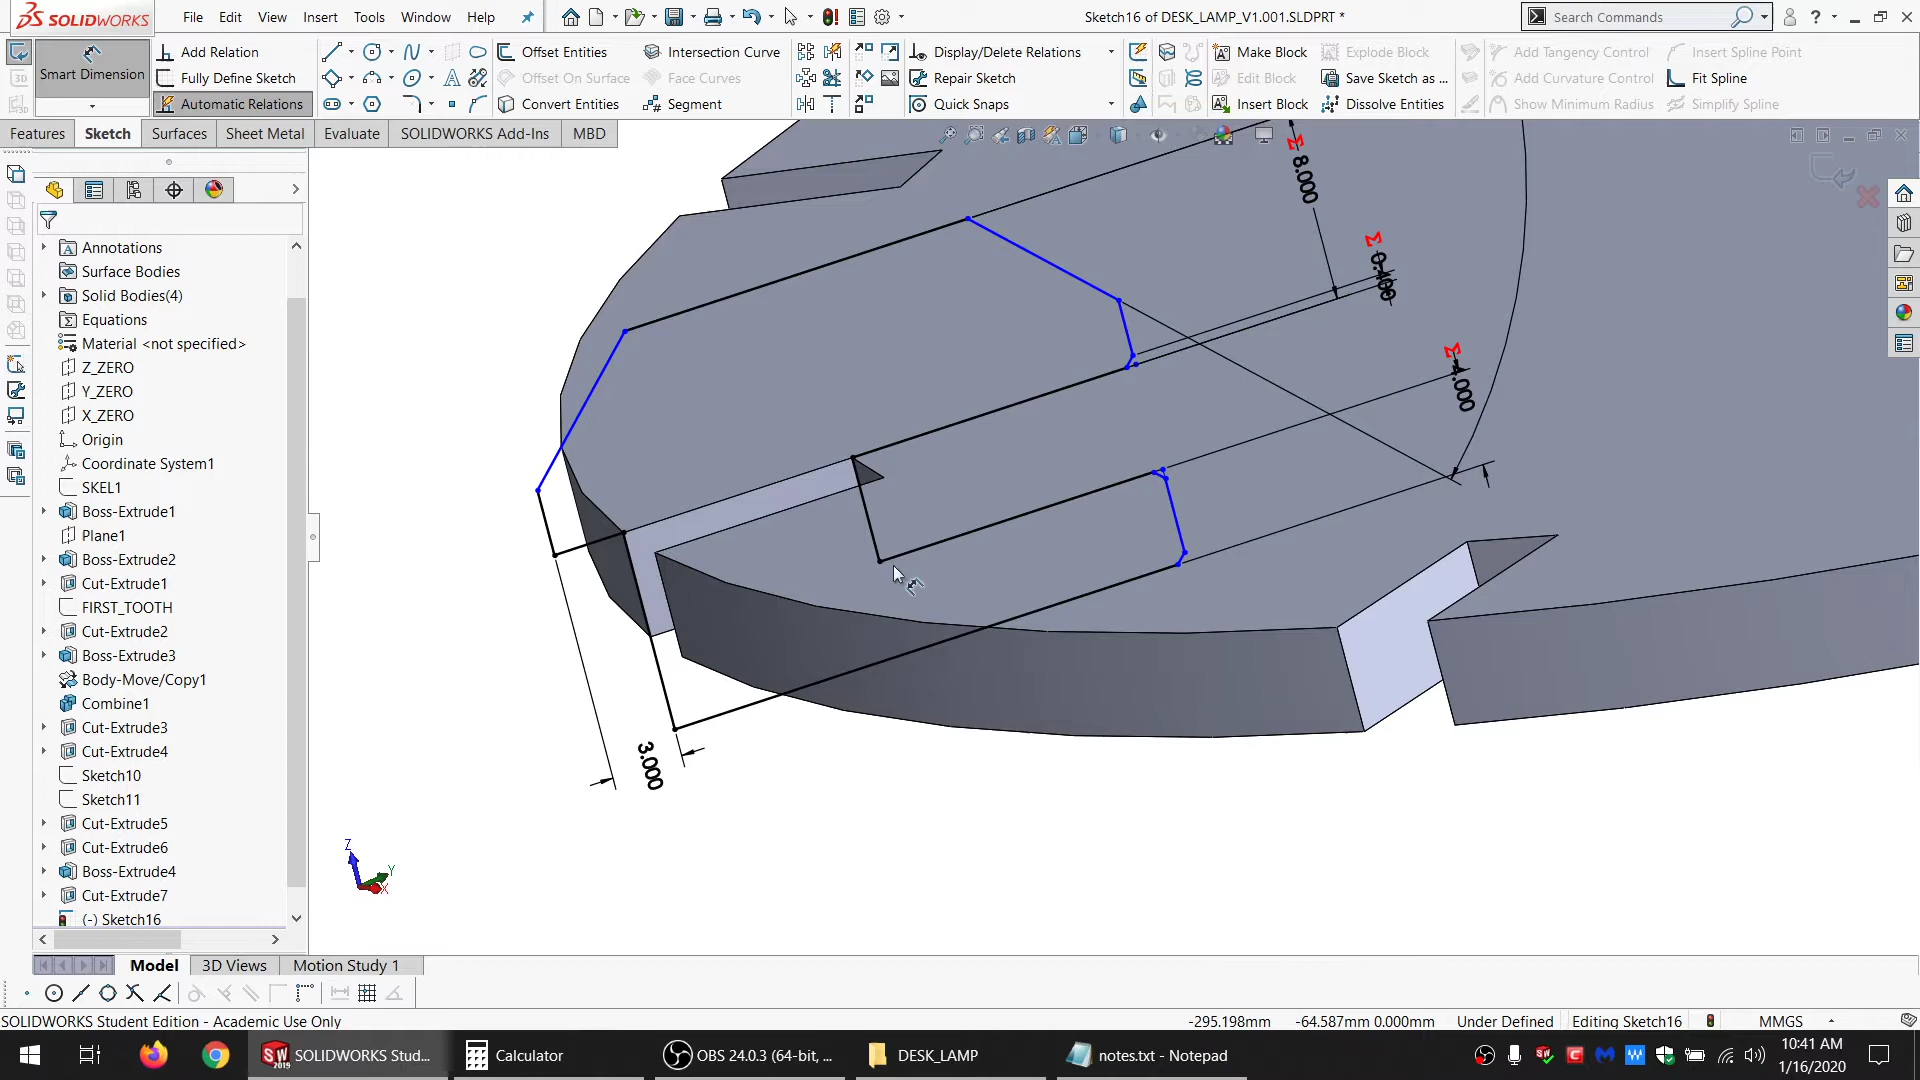 SOLIDWORKS
File Edit View Insert Tools Window Help
Sketch16 of DESK_LAMP_V1.001.SLDPRT *
Search Commands
Smart Dimension
Add Relation
Fully Define Sketch
Automatic Relations
Offset Entities
Offset On Surface
Convert Entities
Intersection Curve
Face Curves
Segment
Display/Delete Relations
Repair Sketch
Quick Snaps
Make Block
Edit Block
Insert Block
Explode Block
Save Sketch as ...
Dissolve Entities
Add Tangency Control
Add Curvature Control
Show Minimum Radius
Insert Spline Point
Fit Spline
Simplify Spline
Features Sketch Surfaces Sheet Metal Evaluate SOLIDWORKS Add-Ins MBD
Annotations
Surface Bodies
Solid Bodies(4)
Equations
Material <not specified>
Z_ZERO
Y_ZERO
X_ZERO
Origin
Coordinate System1
SKEL1
Boss-Extrude1
Plane1
Boss-Extrude2
Cut-Extrude1
FIRST_TOOTH
Cut-Extrude2
Boss-Extrude3
Body-Move/Copy1
Combine1
Cut-Extrude3
Cut-Extrude4
Sketch10
Sketch11
Cut-Extrude5
Cut-Extrude6
Boss-Extrude4
Cut-Extrude7
(-) Sketch16
Σ 8.000
Σ 0.400
Σ 4.000
3.000
Z
Y
X
Model 3D Views Motion Study 1
SOLIDWORKS Student Edition - Academic Use Only
-295.198mm -64.587mm 0.000mm Under Defined Editing Sketch16 MMGS
SOLIDWORKS Stud...
Calculator
OBS 24.0.3 (64-bit, ...
DESK_LAMP
notes.txt - Notepad
10:41 AM
1/16/2020